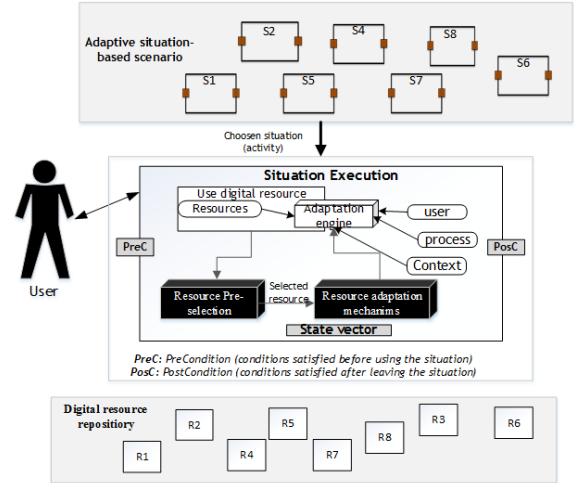 Adaptive situation-
based scenario
S2
S4
S8
S6
S1
S5
S7
Choosen situation
(activity)
Situation Execution
Use digital resource
Resources
Adaptation
engine
user
process
Context
PreC
PosC
User
Resource Pre-
selection
Selected
resource
Resource adaptation
mechanims
State vector
PreC: PreCondition (conditions satisfied before using the situation)
PosC: PostCondition (conditions satisfied after leaving the situation)
Digital resource
repositiory
R1
R2
R4
R5
R7
R8
R3
R6